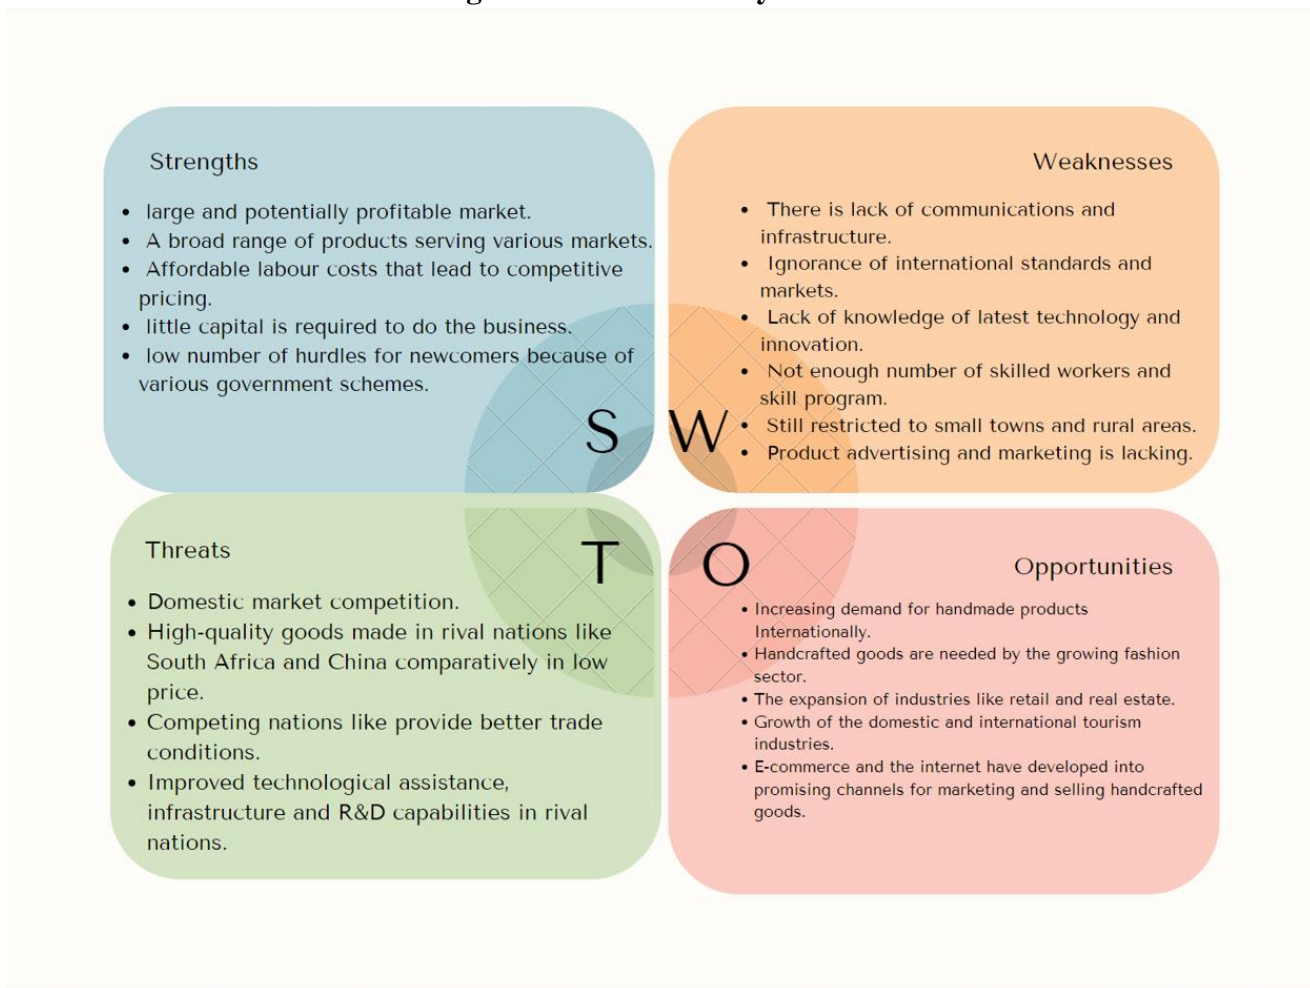 Strengths
• large and potentially profitable market.
• A broad range of products serving various markets.
• Affordable labour costs that lead to competitive
pricing.
• little capital is required to do the business.
• low number of hurdles for newcomers because of
various government schemes.
S
Weaknesses
• There is lack of communications and
infrastructure.
• Ignorance of international standards and
markets.
• Lack of knowledge of latest technology and
innovation.
• Not enough number of skilled workers and
skill program.
• Still restricted to small towns and rural areas.
• Product advertising and marketing is lacking.
W
Threats
• Domestic market competition.
• High-quality goods made in rival nations like
South Africa and China comparatively in low
price.
• Competing nations like provide better trade
conditions.
• Improved technological assistance,
infrastructure and R&D capabilities in rival
nations.
T
Opportunities
• Increasing demand for handmade products
Internationally.
• Handcrafted goods are needed by the growing fashion
sector.
• The expansion of industries like retail and real estate.
• Growth of the domestic and international tourism
industries.
• E-commerce and the internet have developed into
promising channels for marketing and selling handcrafted
goods.
O